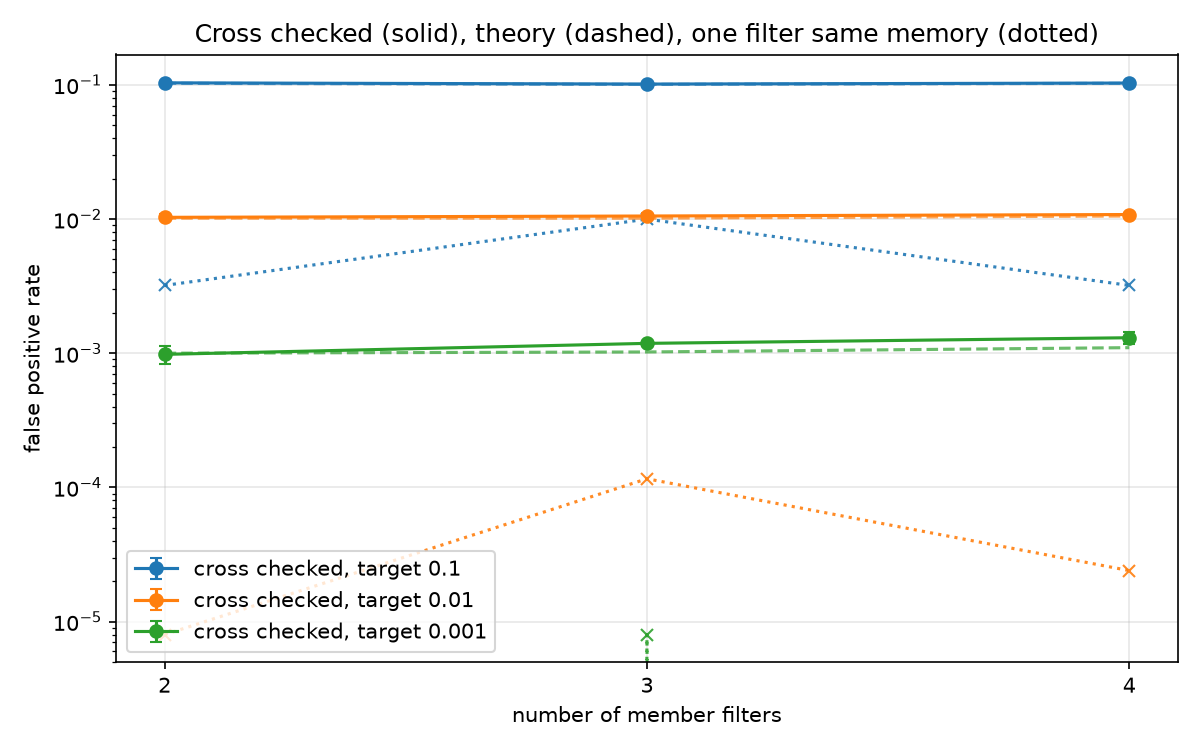 Cross checked (solid), theory (dashed), one filter same memory (dotted)
false positive rate
10⁻¹
10⁻²
10⁻³
10⁻⁴
10⁻⁵
cross checked, target 0.1
cross checked, target 0.01
cross checked, target 0.001
2
3
4
number of member filters